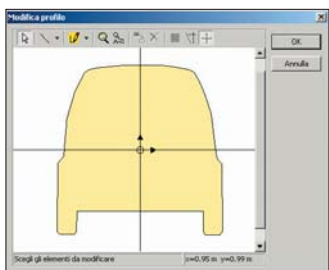 Modifica profilo
OK
Annulla
Scegli gli elementi da modificare
x=0.95 m y=0.99 m